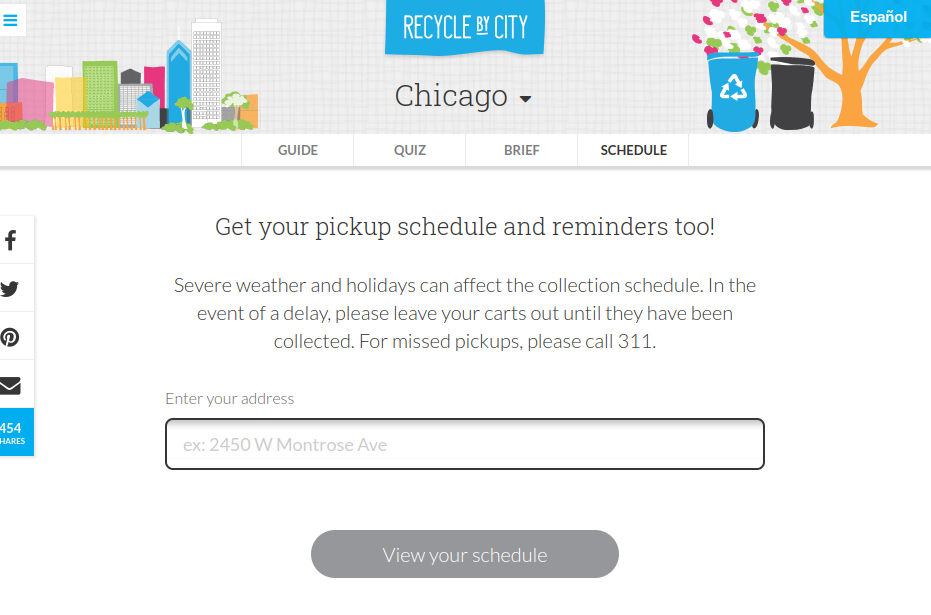 Español
RECYCLE BY CITY
Chicago
GUIDE
QUIZ
BRIEF
SCHEDULE
Get your pickup schedule and reminders too!
Severe weather and holidays can affect the collection schedule. In the
event of a delay, please leave your carts out until they have been
collected. For missed pickups, please call 311.
454
HARES
Enter your address
ex: 2450 W Montrose Ave
View your schedule